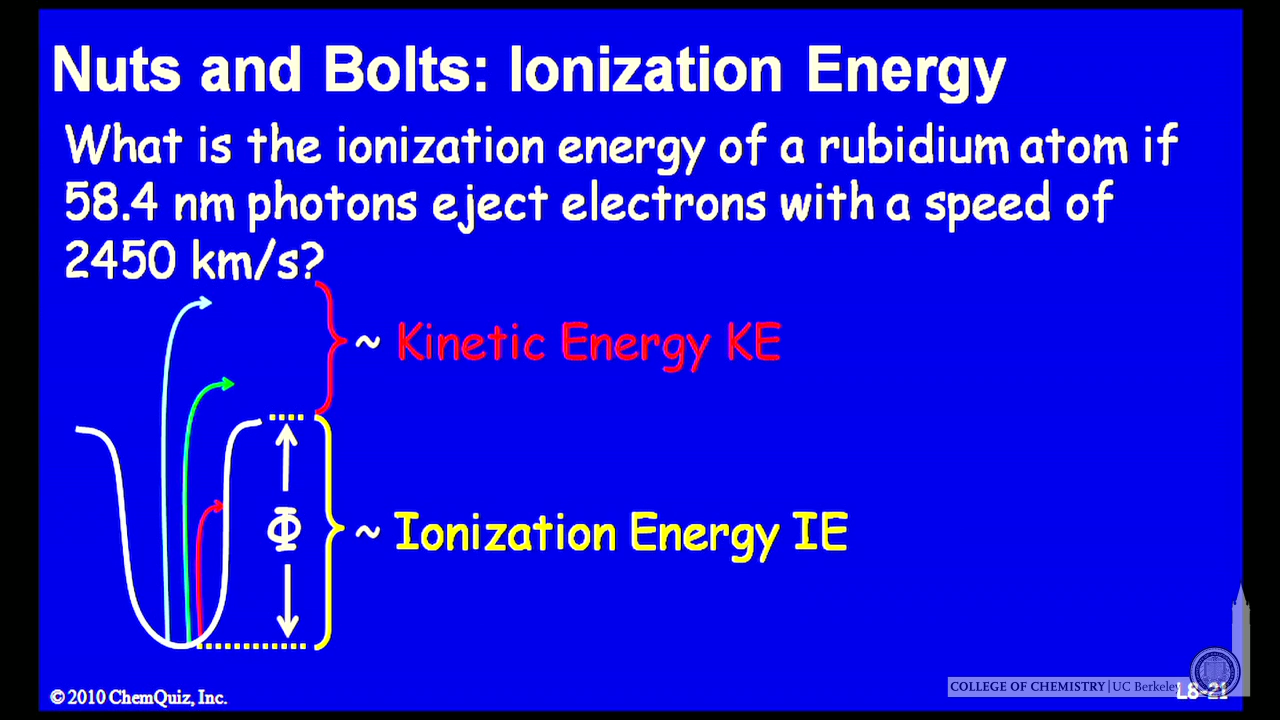 Nuts and Bolts: Ionization Energy
What is the ionization energy of a rubidium atom if
58.4 nm photons eject electrons with a speed of
2450 km/s?
~ Kinetic Energy KE
Φ
~ Ionization Energy IE
© 2010 ChemQuiz, Inc.
COLLEGE OF CHEMISTRY | UC Berkeley
L8-21